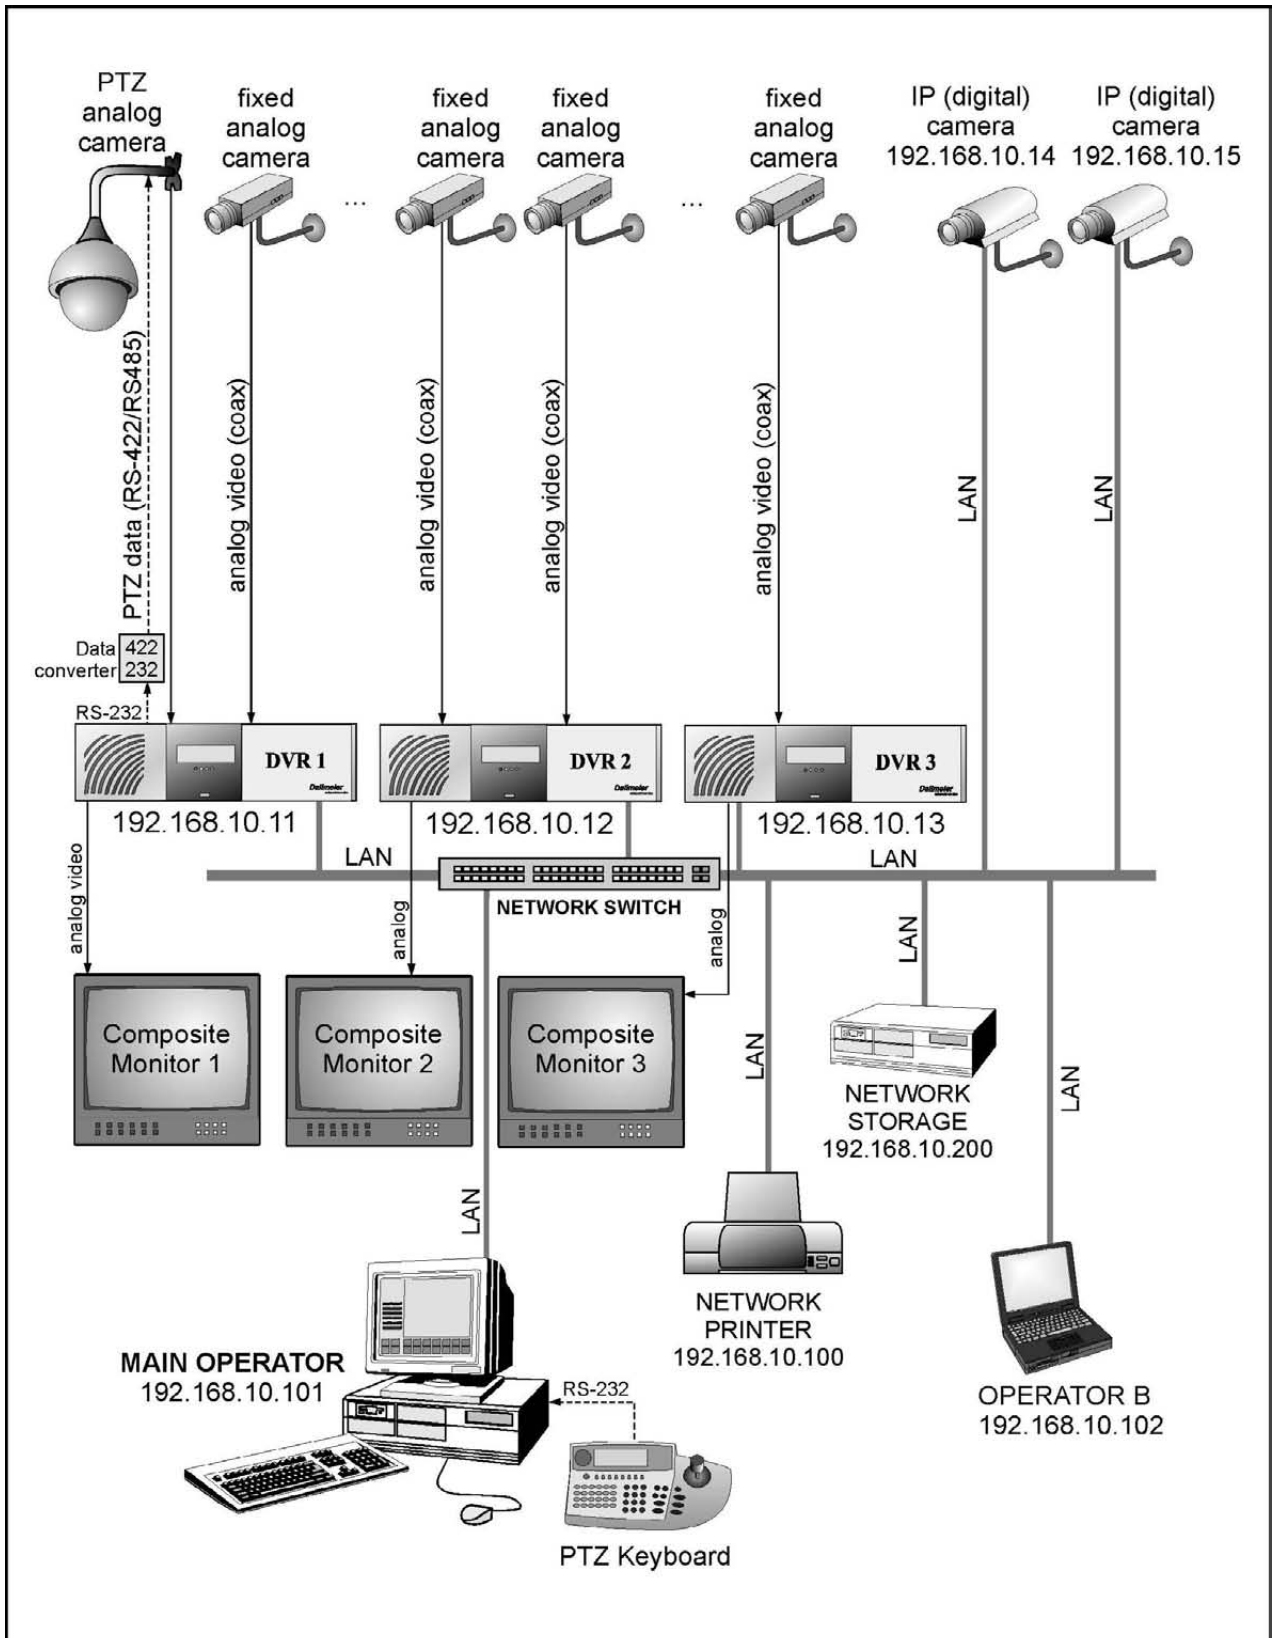 PTZ
analog
camera
fixed
analog
camera
...
fixed
analog
camera
fixed
analog
camera
...
fixed
analog
camera
IP (digital)
camera
192.168.10.14
IP (digital)
camera
192.168.10.15
PTZ data (RS-422/RS485)
analog video (coax)
analog video (coax)
analog video (coax)
analog video (coax)
LAN
LAN
Data
converter
422
232
RS-232
DVR 1
Dallmeier
192.168.10.11
DVR 2
Dallmeier
192.168.10.12
DVR 3
Dallmeier
192.168.10.13
LAN
LAN
NETWORK SWITCH
analog video
analog
analog
Composite
Monitor 1
Composite
Monitor 2
Composite
Monitor 3
LAN
LAN
LAN
LAN
NETWORK
STORAGE
192.168.10.200
NETWORK
PRINTER
192.168.10.100
MAIN OPERATOR
192.168.10.101
RS-232
OPERATOR B
192.168.10.102
PTZ Keyboard